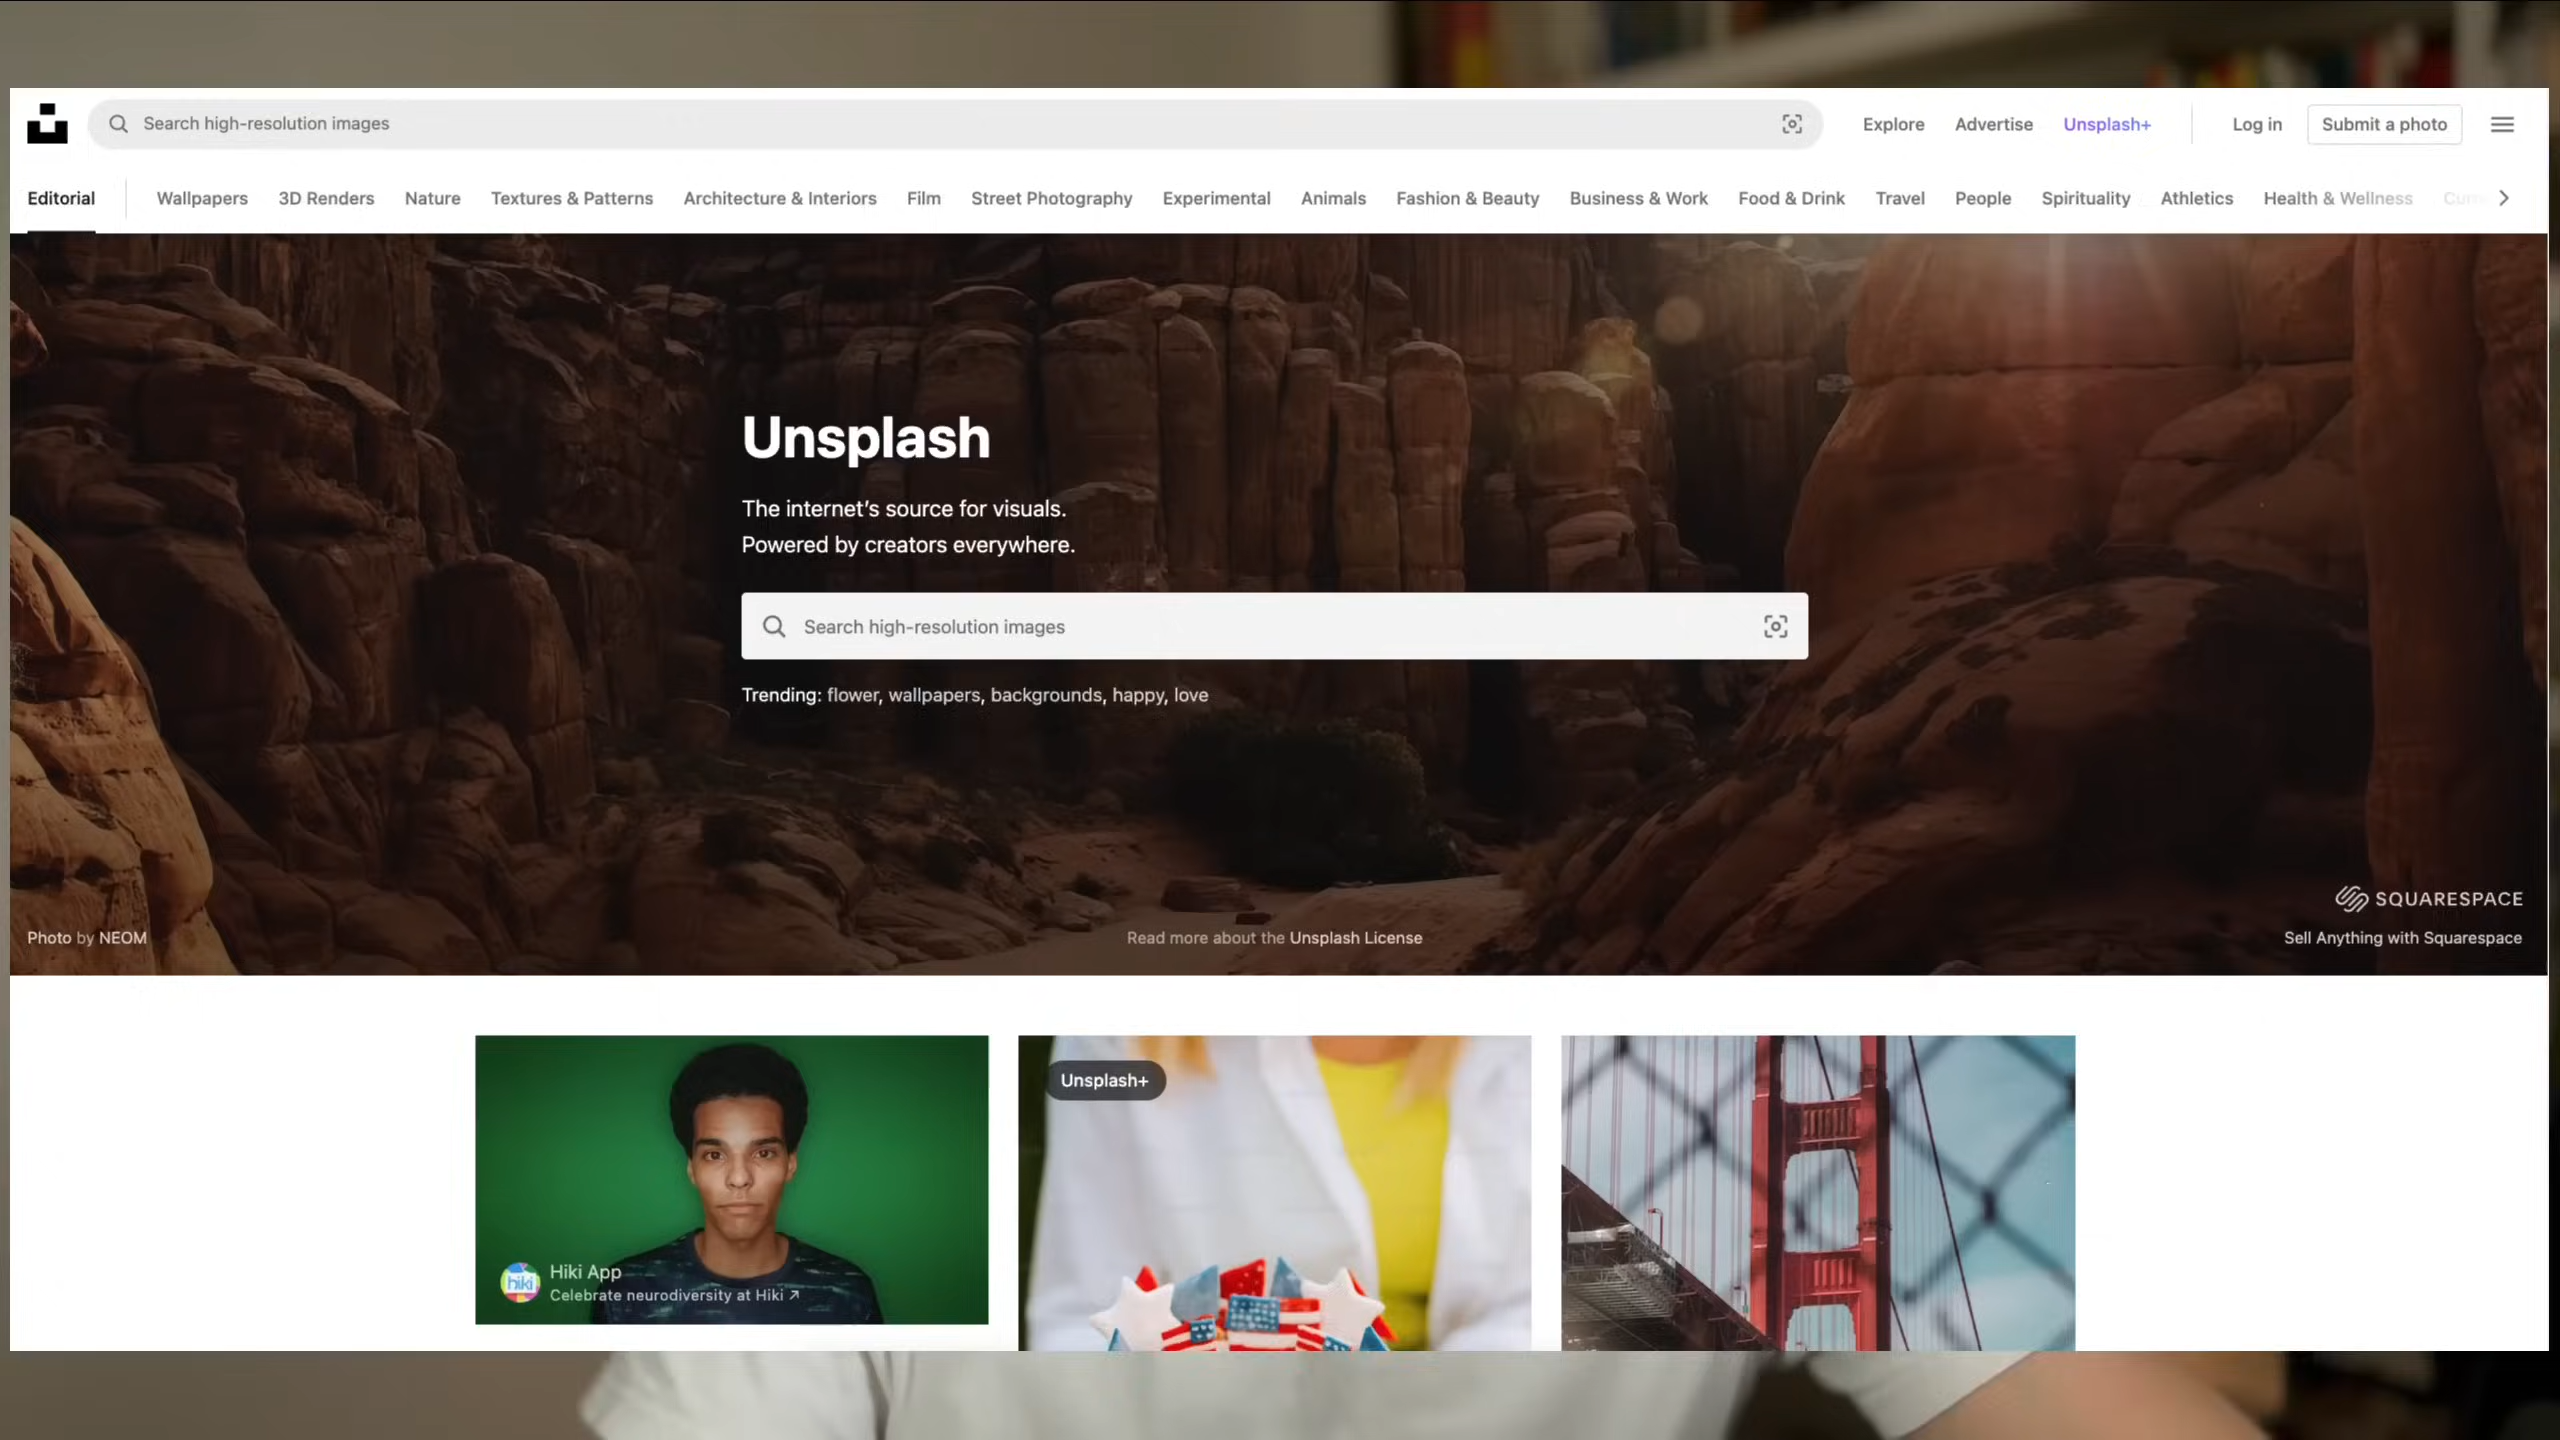 Search high-resolution images
Explore
Advertise
Unsplash+
Log in
Submit a photo
Editorial
Wallpapers
3D Renders
Nature
Textures & Patterns
Architecture & Interiors
Film
Street Photography
Experimental
Animals
Fashion & Beauty
Business & Work
Food & Drink
Travel
People
Spirituality
Athletics
Health & Wellness
Unsplash
The internet's source for visuals.
Powered by creators everywhere.
Search high-resolution images
Trending: flower, wallpapers, backgrounds, happy, love
SQUARESPACE
Photo by NEOM
Read more about the Unsplash License
Sell Anything with Squarespace
Unsplash+
hiki
Hiki App
Celebrate neurodiversity at Hiki ↗